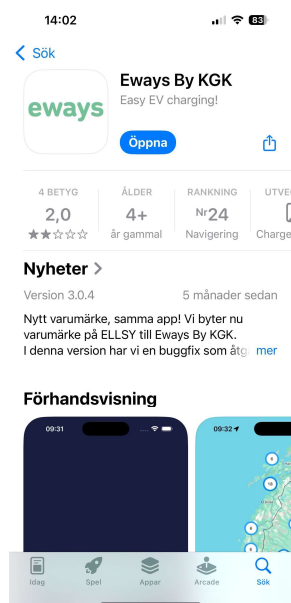 14:02
83
Sök
eways
Eways By KGK
Easy EV charging!
Öppna
4 BETYG
ÅLDER
RANKNING
2,0
4+
Nr24
år gammal
Navigering
Nyheter
Version 3.0.4
5 månader sedan
Nytt varumärke, samma app! Vi byter nu
varumärke på ELLSY till Eways By KGK.
I denna version har vi en buggfix som
mer
Förhandsvisning
09:31
09:32
Idag
Spel
Appar
Arcade
Sök